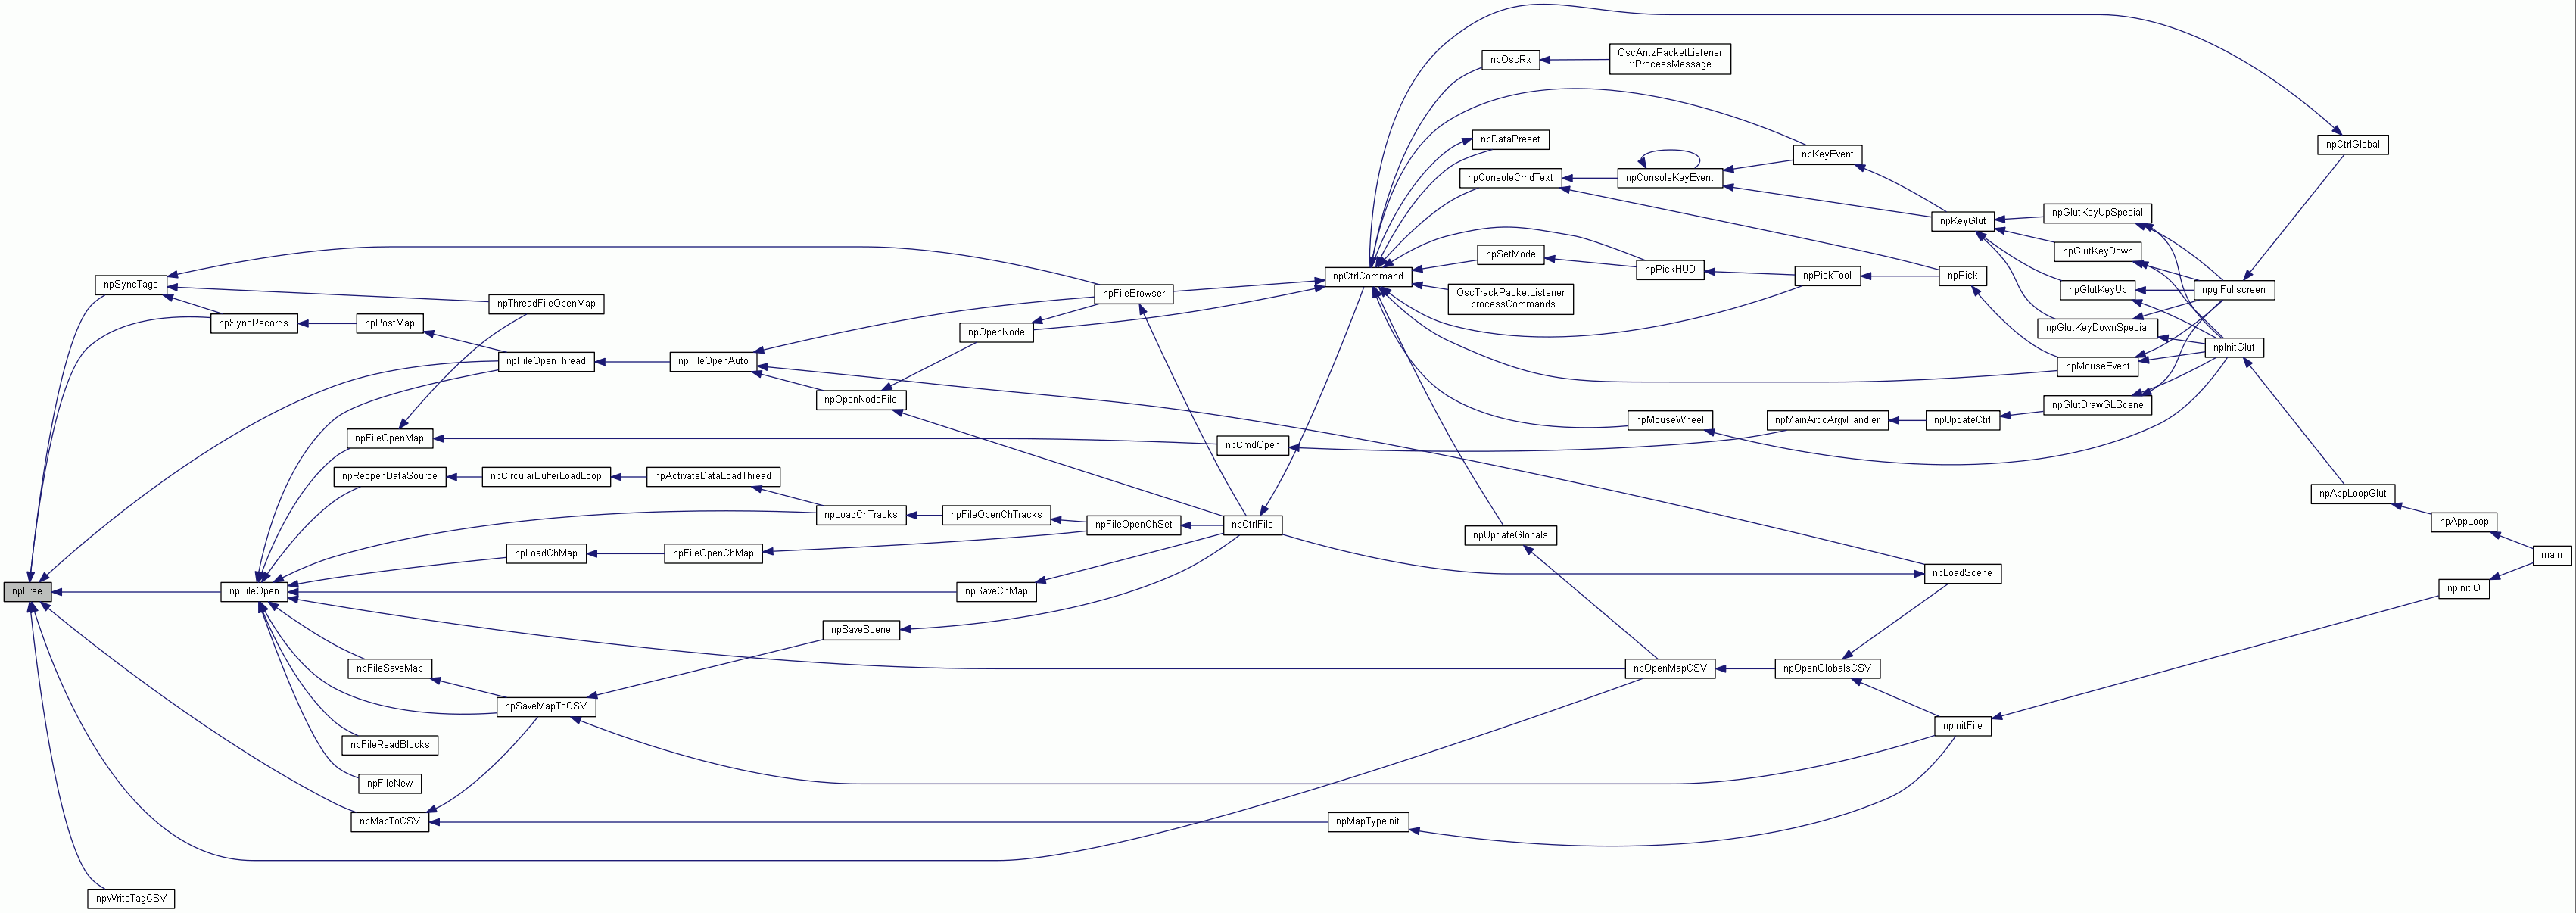 npOscRx
OscAntzPacketListener
::ProcessMessage
npDataPreset
npCtrlGlobal
npKeyEvent
npConsoleCmdText
npConsoleKeyEvent
npGlutKeyUpSpecial
npKeyGlut
npGlutKeyDown
npSetMode
npPickHUD
npPickTool
npPick
npCtrlCommand
npSyncTags
npGlutKeyUp
npglFullscreen
npFileBrowser
OscTrackPacketListener
::processCommands
npThreadFileOpenMap
npSyncRecords
npPostMap
npOpenNode
npGlutKeyDownSpecial
npInitGlut
npFileOpenThread
npFileOpenAuto
npMouseEvent
npOpenNodeFile
npGlutDrawGLScene
npMouseWheel
npMainArgcArgvHandler
npUpdateCtrl
npFileOpenMap
npCmdOpen
npReopenDataSource
npCircularBufferLoadLoop
npActivateDataLoadThread
npAppLoopGlut
npLoadChTracks
npFileOpenChTracks
npFileOpenChSet
npCtrlFile
npAppLoop
npUpdateGlobals
npLoadChMap
npFileOpenChMap
main
npLoadScene
npFree
npFileOpen
npSaveChMap
npInitIO
npSaveScene
npFileSaveMap
npOpenMapCSV
npOpenGlobalsCSV
npSaveMapToCSV
npInitFile
npFileReadBlocks
npFileNew
npMapToCSV
npMapTypeInit
npWriteTagCSV